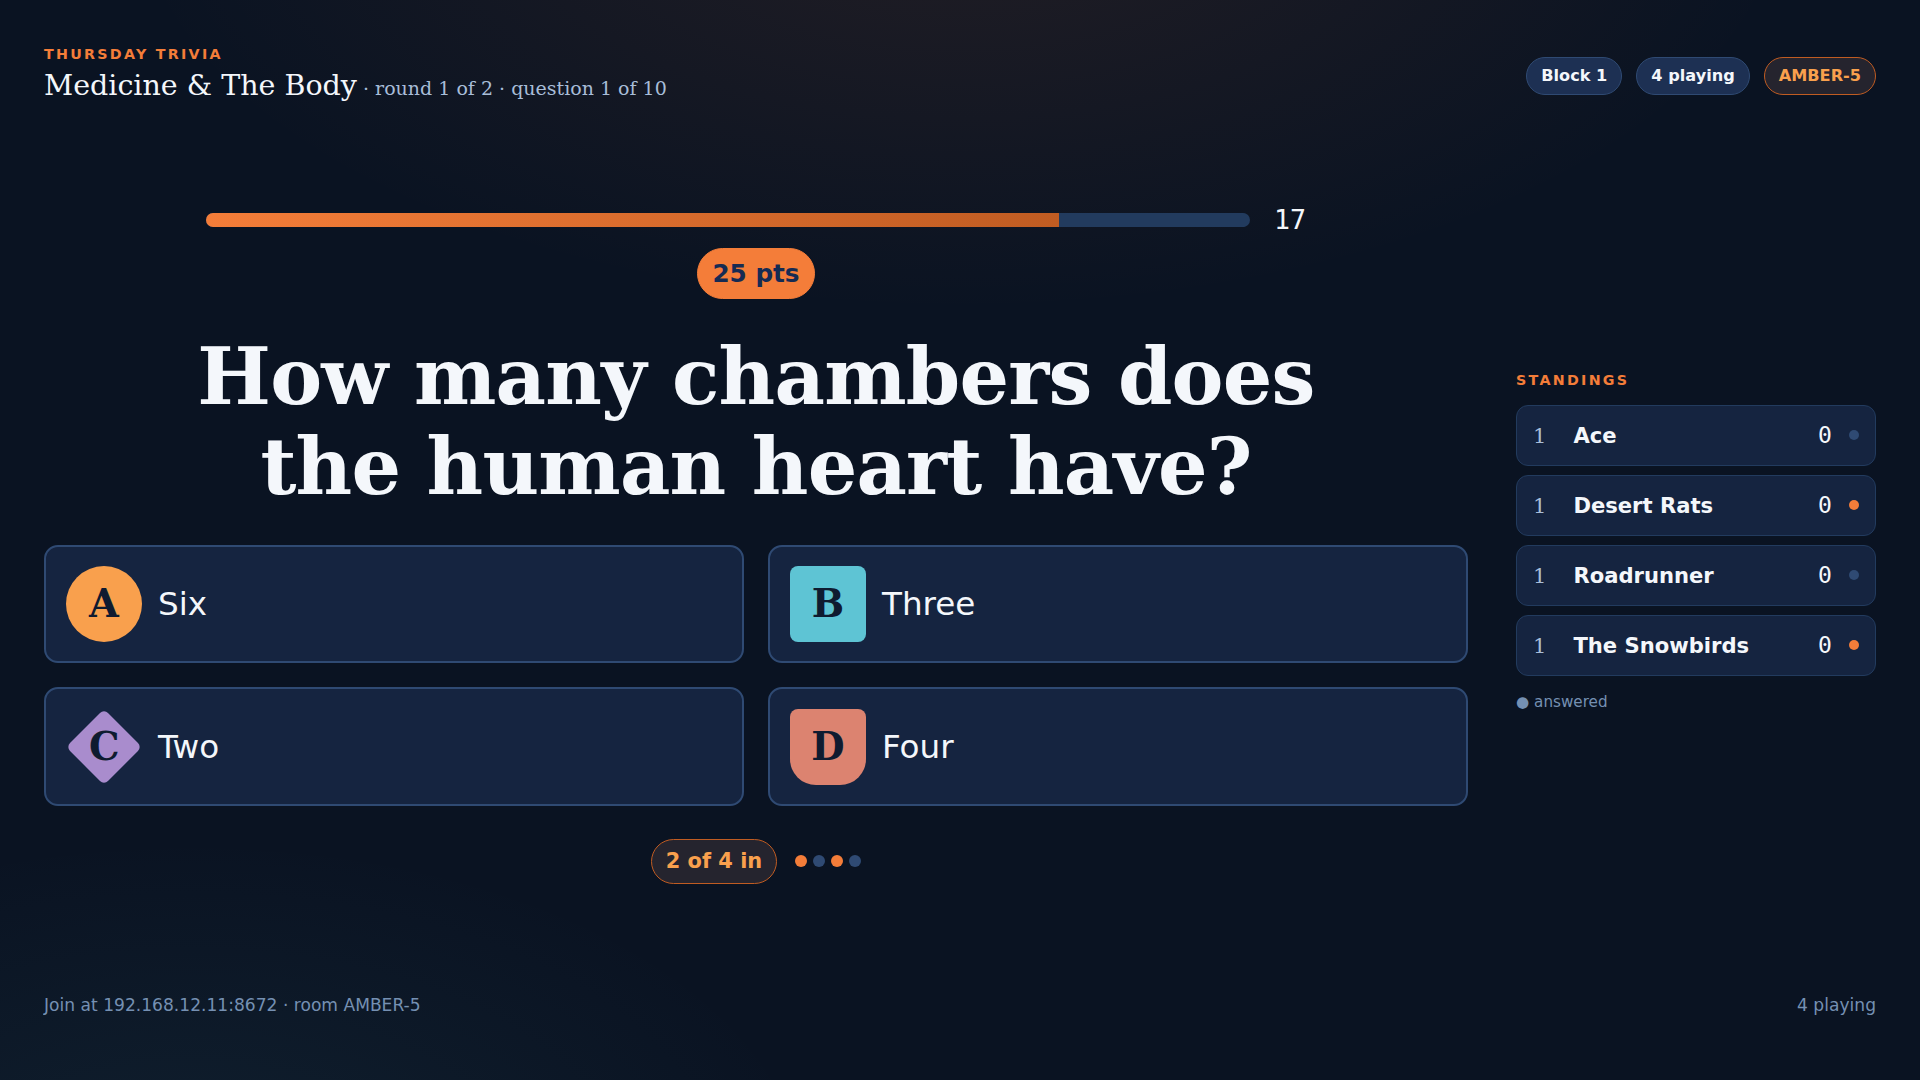 THURSDAY TRIVIA
Medicine & The Body · round 1 of 2 · question 1 of 10
Block 1
4 playing
AMBER-5
17
25 pts
How many chambers does
the human heart have?
A Six
B Three
C Two
D Four
2 of 4 in
STANDINGS
1 Ace 0
1 Desert Rats 0
1 Roadrunner 0
1 The Snowbirds 0
answered
Join at 192.168.12.11:8672 · room AMBER-5
4 playing